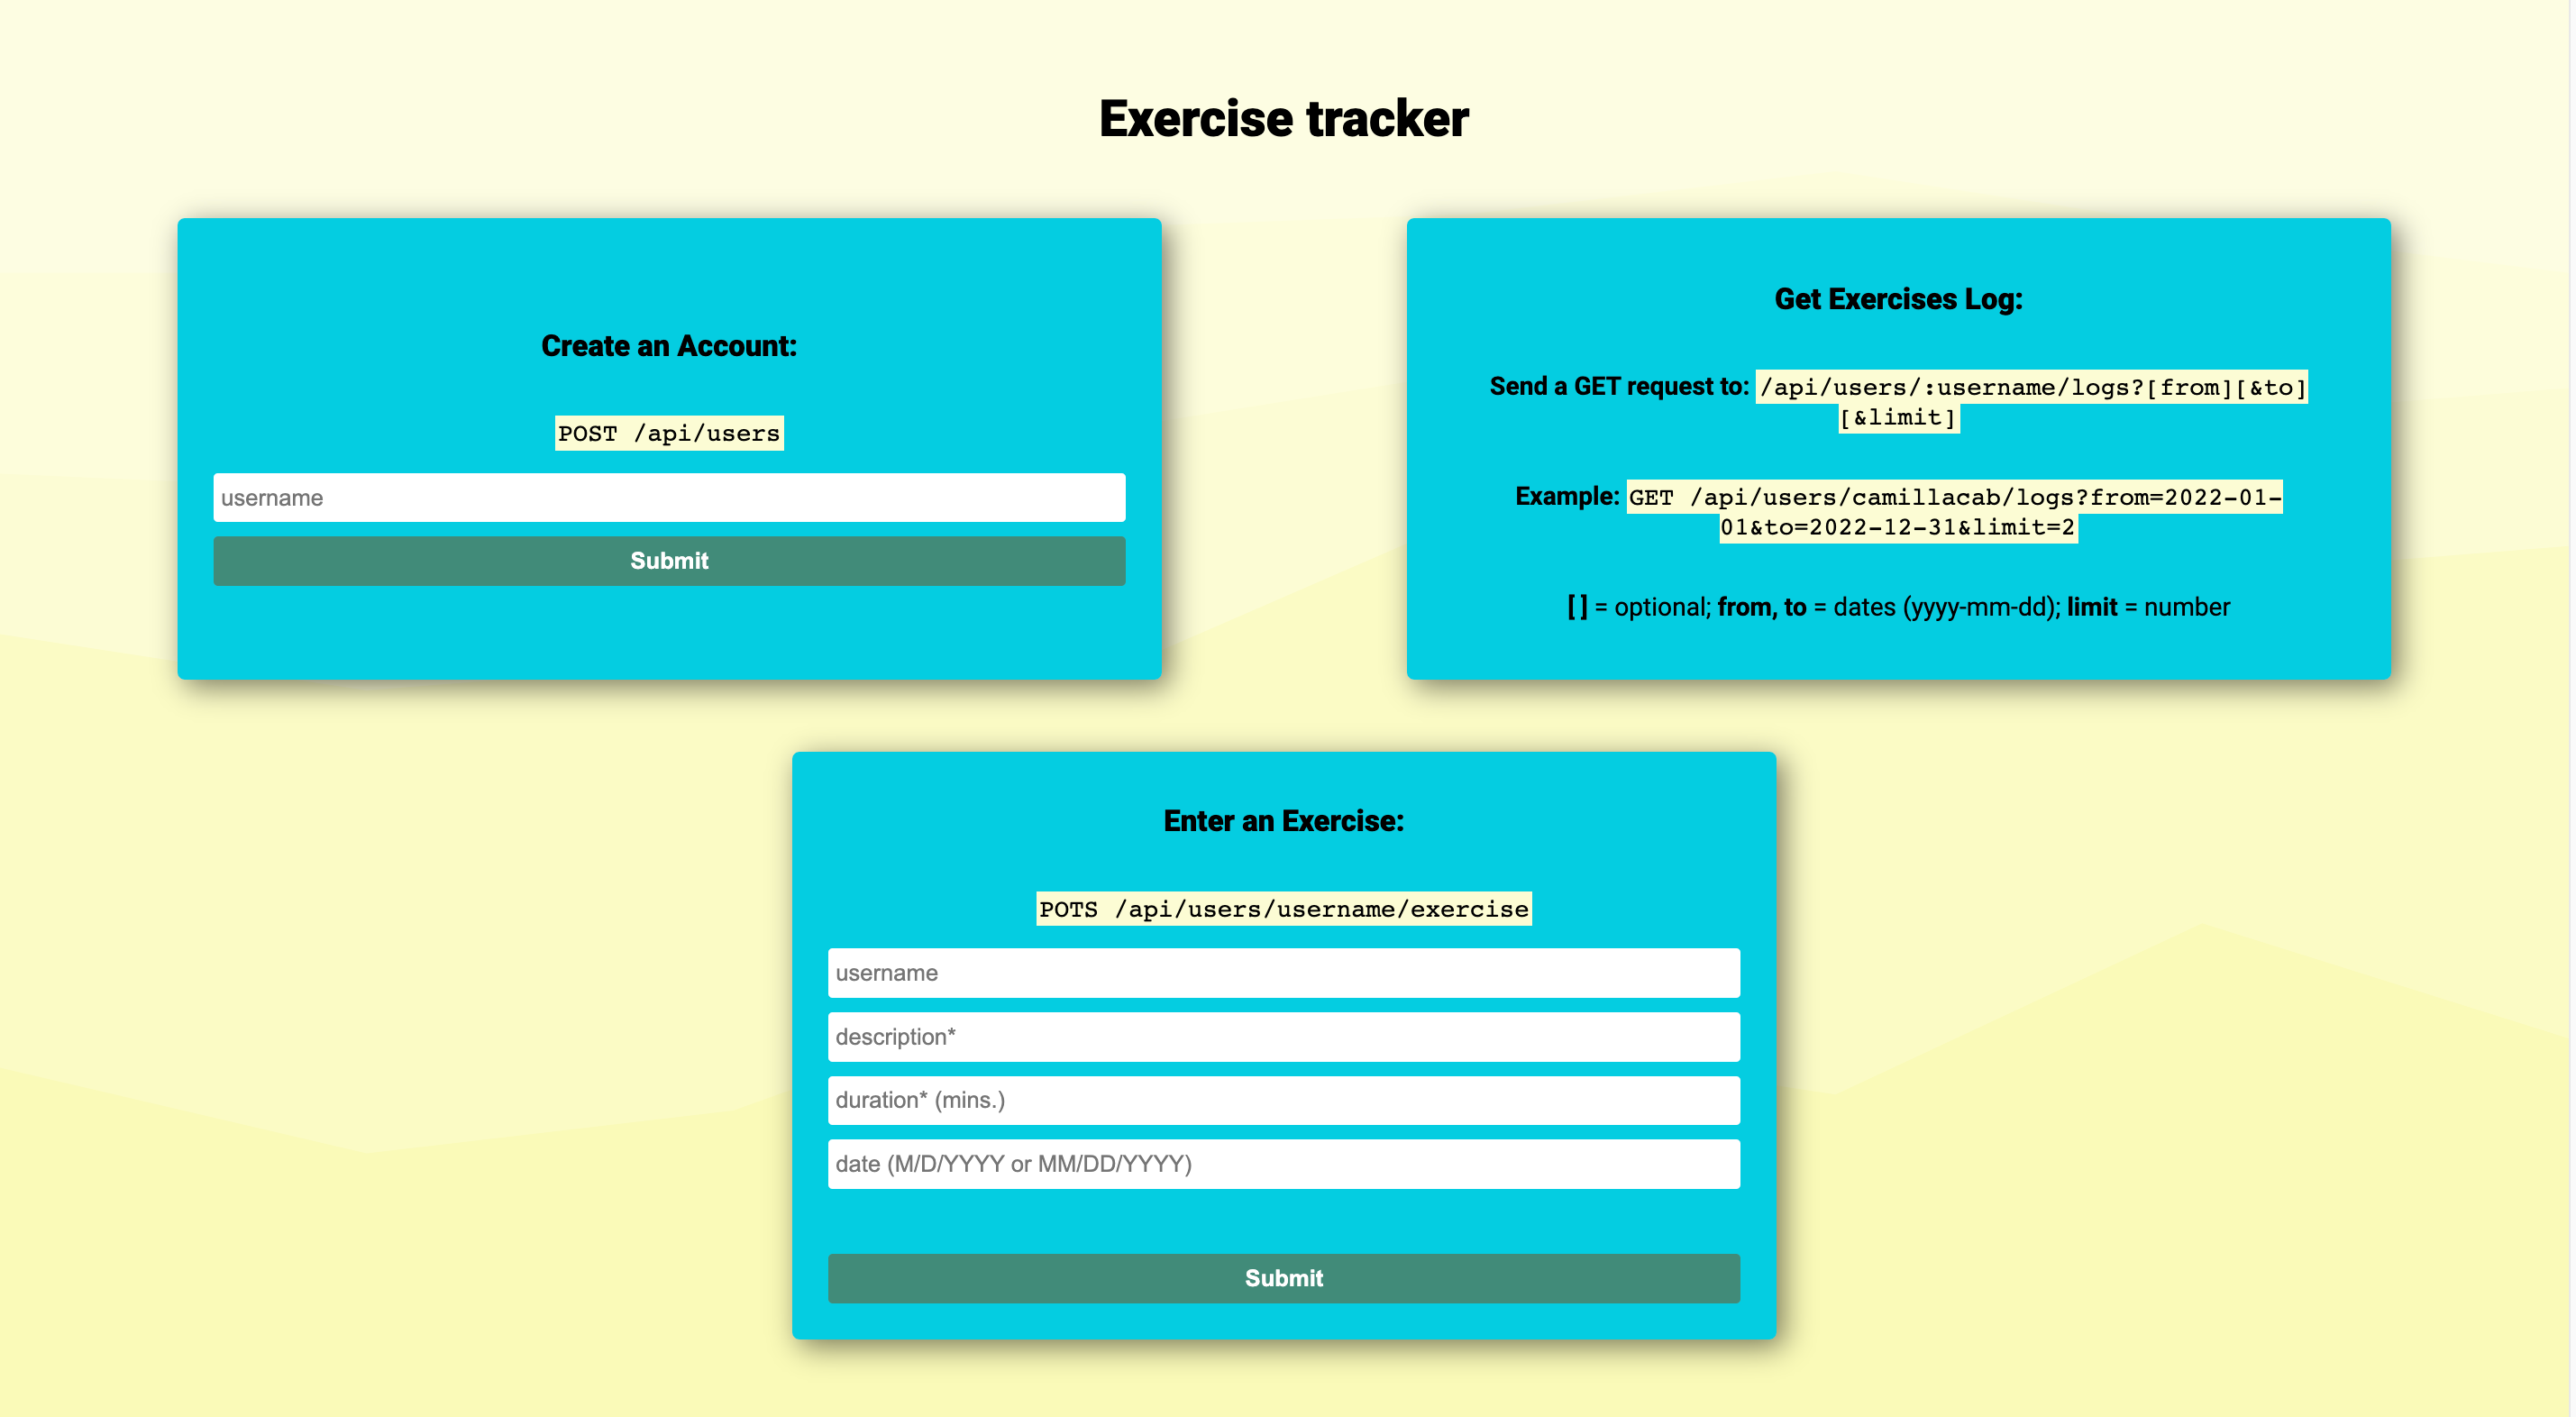 Exercise tracker
Create an Account:
POST /api/users
username
Submit
Get Exercises Log:
Send a GET request to: /api/users/:username/logs?[from][&to]
[&limit]
Example: GET /api/users/camillacab/logs?from=2022-01-
01&to=2022-12-31&limit=2
[ ] = optional; from, to = dates (yyyy-mm-dd); limit = number
Enter an Exercise:
POTS /api/users/username/exercise
username
description*
duration* (mins.)
date (M/D/YYYY or MM/DD/YYYY)
Submit